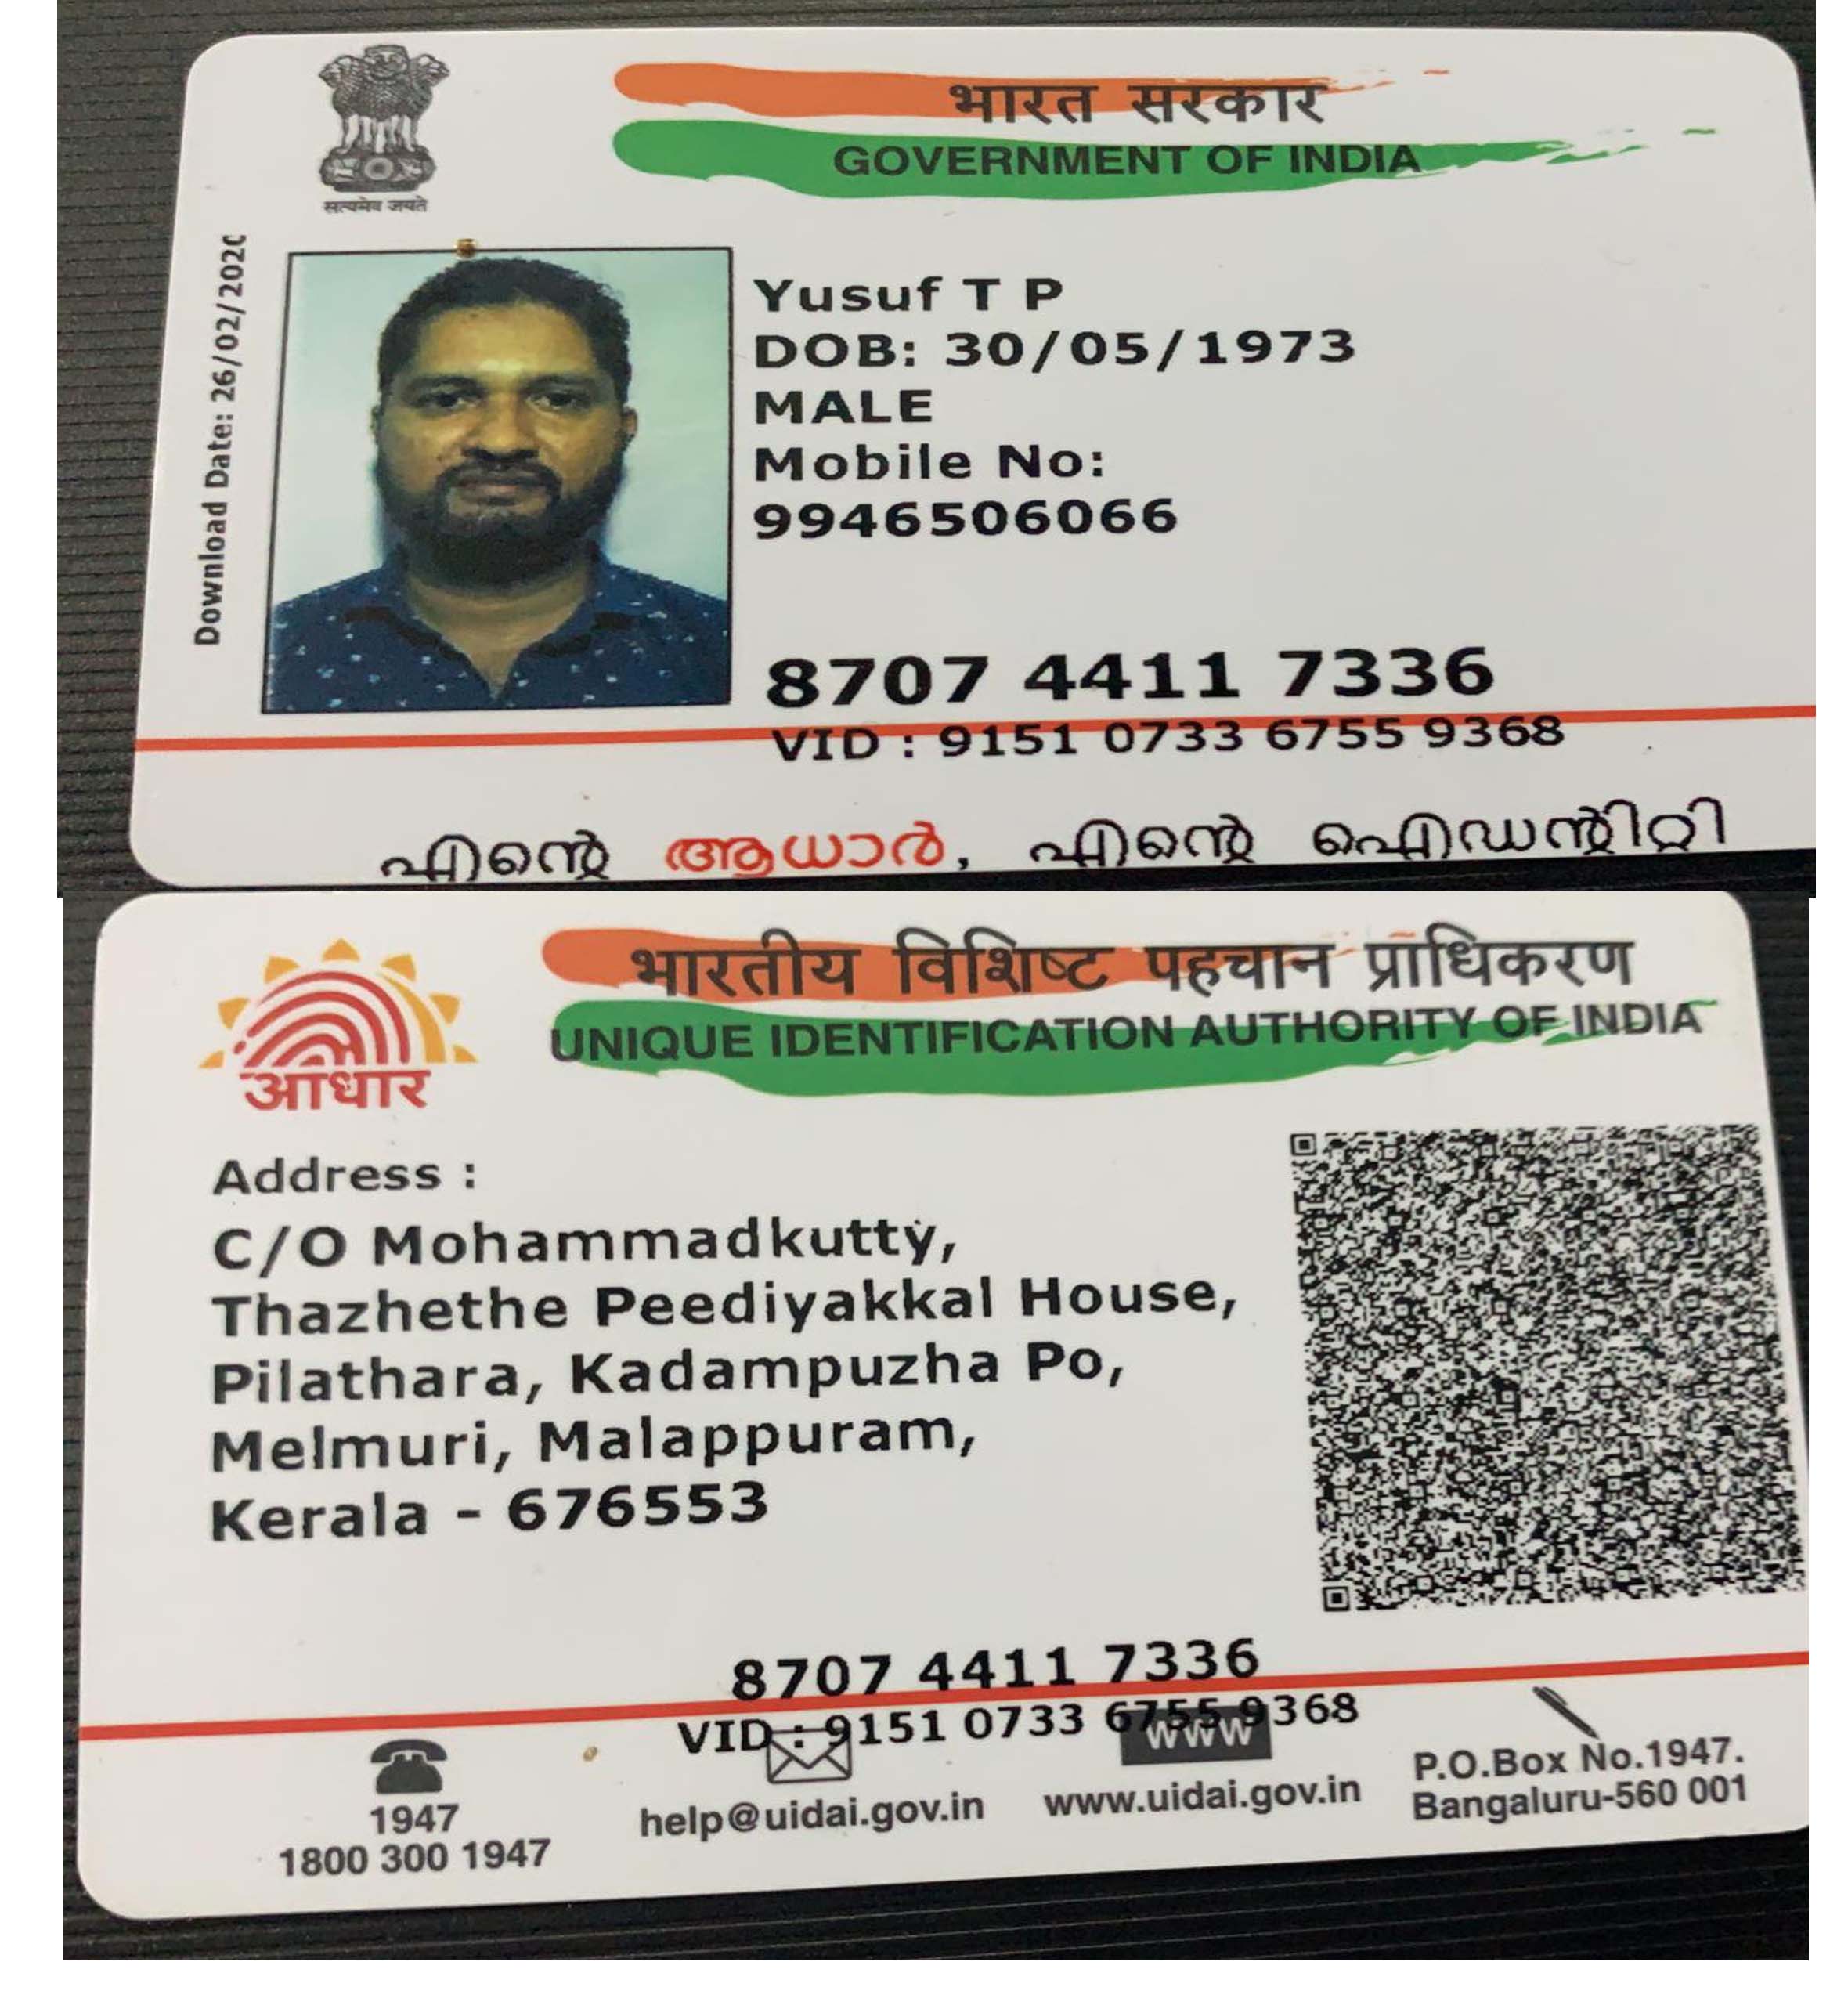 सत्यमेव जयते
भारत सरकार
GOVERNMENT OF INDIA
Download Date: 26/02/2020
Yusuf T P
DOB: 30/05/1973
MALE
Mobile No:
9946506066
8707 4411 7336
VID : 9151 0733 6755 9368
എന്റെ ആധാർ, എന്റെ ഐഡന്റിറ്റി
भारतीय विशिष्ट पहचान प्राधिकरण
UNIQUE IDENTIFICATION AUTHORITY OF INDIA
आधार
Address :
C/O Mohammadkutty,
Thazhethe Peediyakkal House,
Pilathara, Kadampuzha Po,
Melmuri, Malappuram,
Kerala - 676553
8707 4411 7336
VID : 9151 0733 6755 9368
1947
1800 300 1947
help@uidai.gov.in
www
www.uidai.gov.in
P.O.Box No.1947.
Bangaluru-560 001